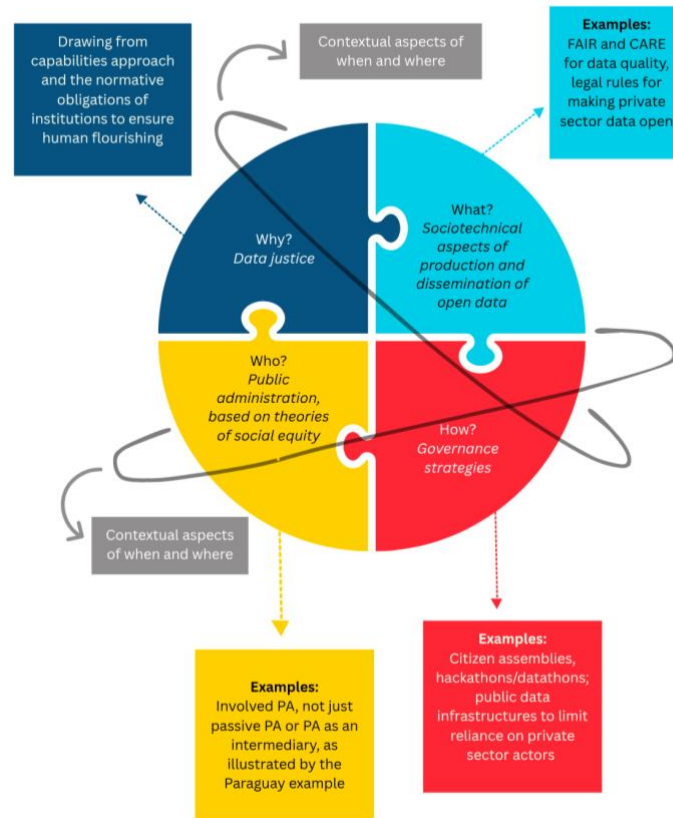 Drawing from
capabilities approach
and the normative
obligations of
institutions to ensure
human flourishing
Contextual aspects of
when and where
Examples:
FAIR and CARE
for data quality,
legal rules for
making private
sector data open
Why?
Data justice
What?
Sociotechnical
aspects of
production and
dissemination of
open data
Who?
Public
administration,
based on theories
of social equity
How?
Governance
strategies
Contextual aspects
of when and where
Examples:
Involved PA, not just
passive PA or PA as an
intermediary, as
illustrated by the
Paraguay example
Examples:
Citizen assemblies,
hackathons/datathons;
public data
infrastructures to limit
reliance on private
sector actors